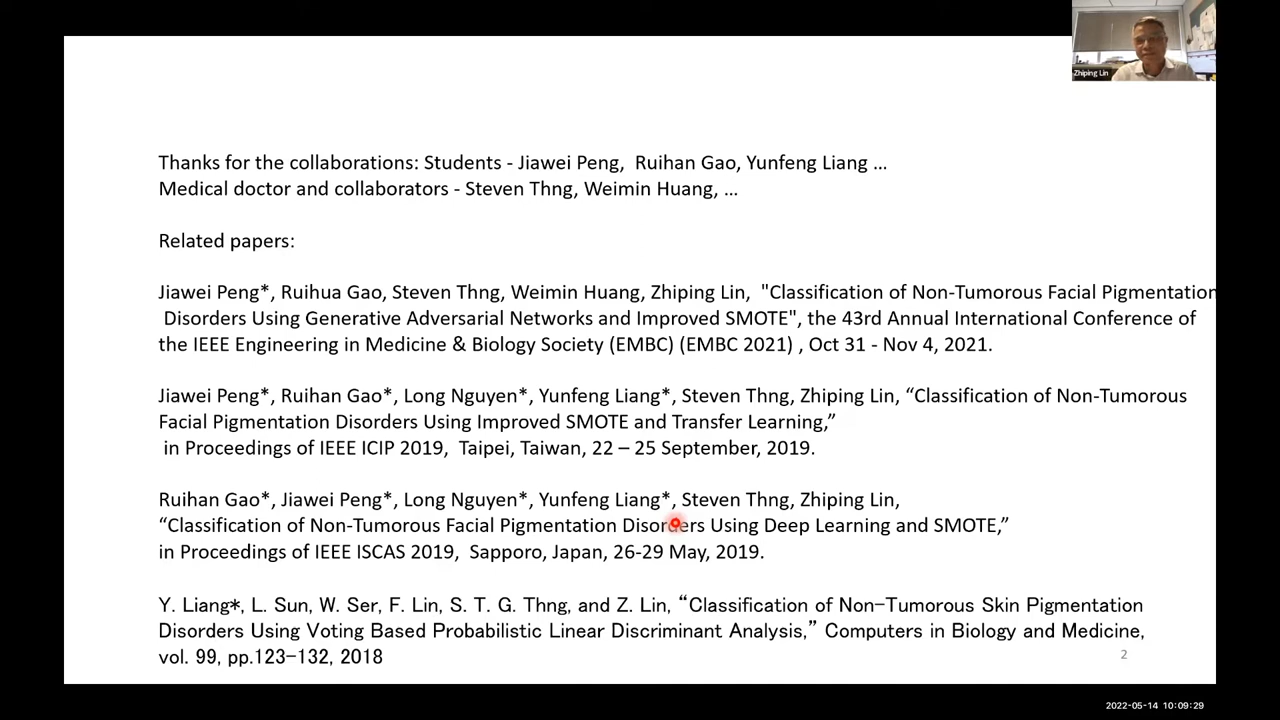 Zhiping Lin
Thanks for the collaborations: Students - Jiawei Peng, Ruihan Gao, Yunfeng Liang ...
Medical doctor and collaborators - Steven Thng, Weimin Huang, ...
Related papers:
Jiawei Peng*, Ruihua Gao, Steven Thng, Weimin Huang, Zhiping Lin, "Classification of Non-Tumorous Facial Pigmentation
Disorders Using Generative Adversarial Networks and Improved SMOTE", the 43rd Annual International Conference of
the IEEE Engineering in Medicine & Biology Society (EMBC) (EMBC 2021) , Oct 31 - Nov 4, 2021.
Jiawei Peng*, Ruihan Gao*, Long Nguyen*, Yunfeng Liang*, Steven Thng, Zhiping Lin, “Classification of Non-Tumorous
Facial Pigmentation Disorders Using Improved SMOTE and Transfer Learning,”
in Proceedings of IEEE ICIP 2019, Taipei, Taiwan, 22 – 25 September, 2019.
Ruihan Gao*, Jiawei Peng*, Long Nguyen*, Yunfeng Liang*, Steven Thng, Zhiping Lin,
“Classification of Non-Tumorous Facial Pigmentation Disorders Using Deep Learning and SMOTE,”
in Proceedings of IEEE ISCAS 2019, Sapporo, Japan, 26-29 May, 2019.
Y. Liang*, L. Sun, W. Ser, F. Lin, S. T. G. Thng, and Z. Lin, “Classification of Non-Tumorous Skin Pigmentation
Disorders Using Voting Based Probabilistic Linear Discriminant Analysis,” Computers in Biology and Medicine,
vol. 99, pp.123-132, 2018
2
2022-05-14 10:09:29